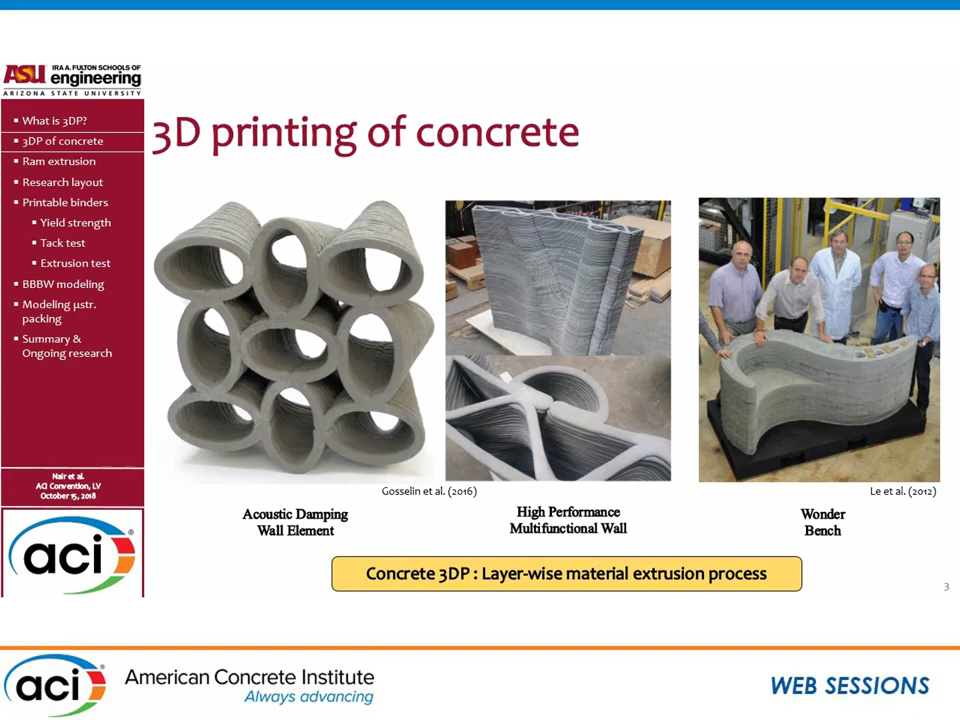 ASU
IRA A. FULTON SCHOOLS OF
engineering
ARIZONA STATE UNIVERSITY
▪ What is 3DP?
▪ 3DP of concrete
▪ Ram extrusion
▪ Research layout
▪ Printable binders
▪ Yield strength
▪ Tack test
▪ Extrusion test
▪ BBBW modeling
▪ Modeling µstr.
packing
▪ Summary &
Ongoing research
Nair et al.
ACI Convention, LV
October 15, 2018
aci
3D printing of concrete
Gosselin et al. (2016)
Le et al. (2012)
Acoustic Damping
Wall Element
High Performance
Multifunctional Wall
Wonder
Bench
Concrete 3DP : Layer-wise material extrusion process
3
aci
American Concrete Institute
Always advancing
WEB SESSIONS